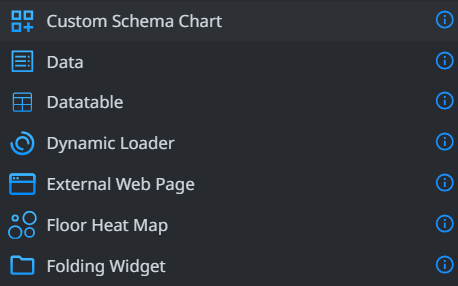 Custom Schema Chart
Data
Datatable
Dynamic Loader
External Web Page
Floor Heat Map
Folding Widget